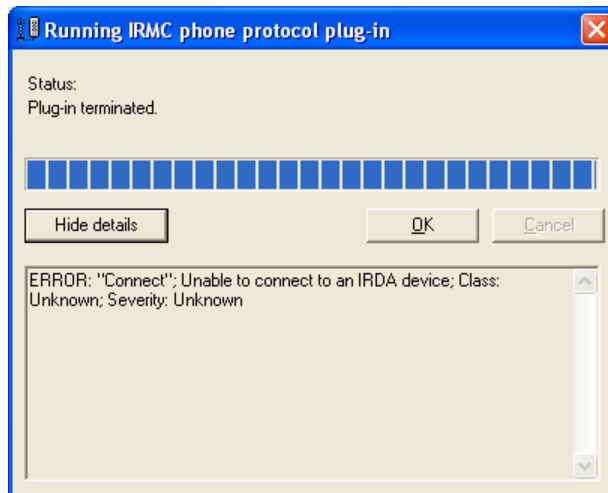 Running IRMC phone protocol plug-in
Status:
Plug-in terminated.
Hide details
OK
Cancel
ERROR: "Connect"; Unable to connect to an IRDA device; Class:
Unknown; Severity: Unknown